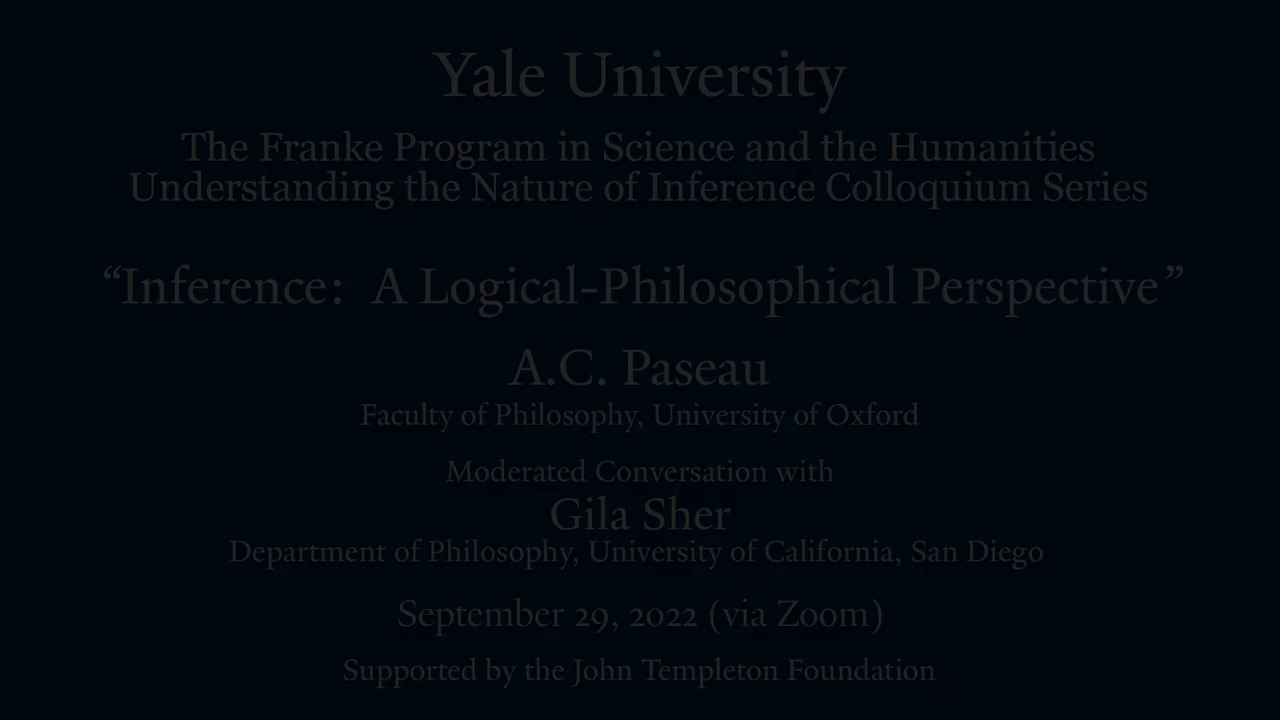 Yale University
The Franke Program in Science and the Humanities
Understanding the Nature of Inference Colloquium Series
“Inference: A Logical-Philosophical Perspective”
A.C. Paseau
Faculty of Philosophy, University of Oxford
Moderated Conversation with
Gila Sher
Department of Philosophy, University of California, San Diego
September 29, 2022 (via Zoom)
Supported by the John Templeton Foundation